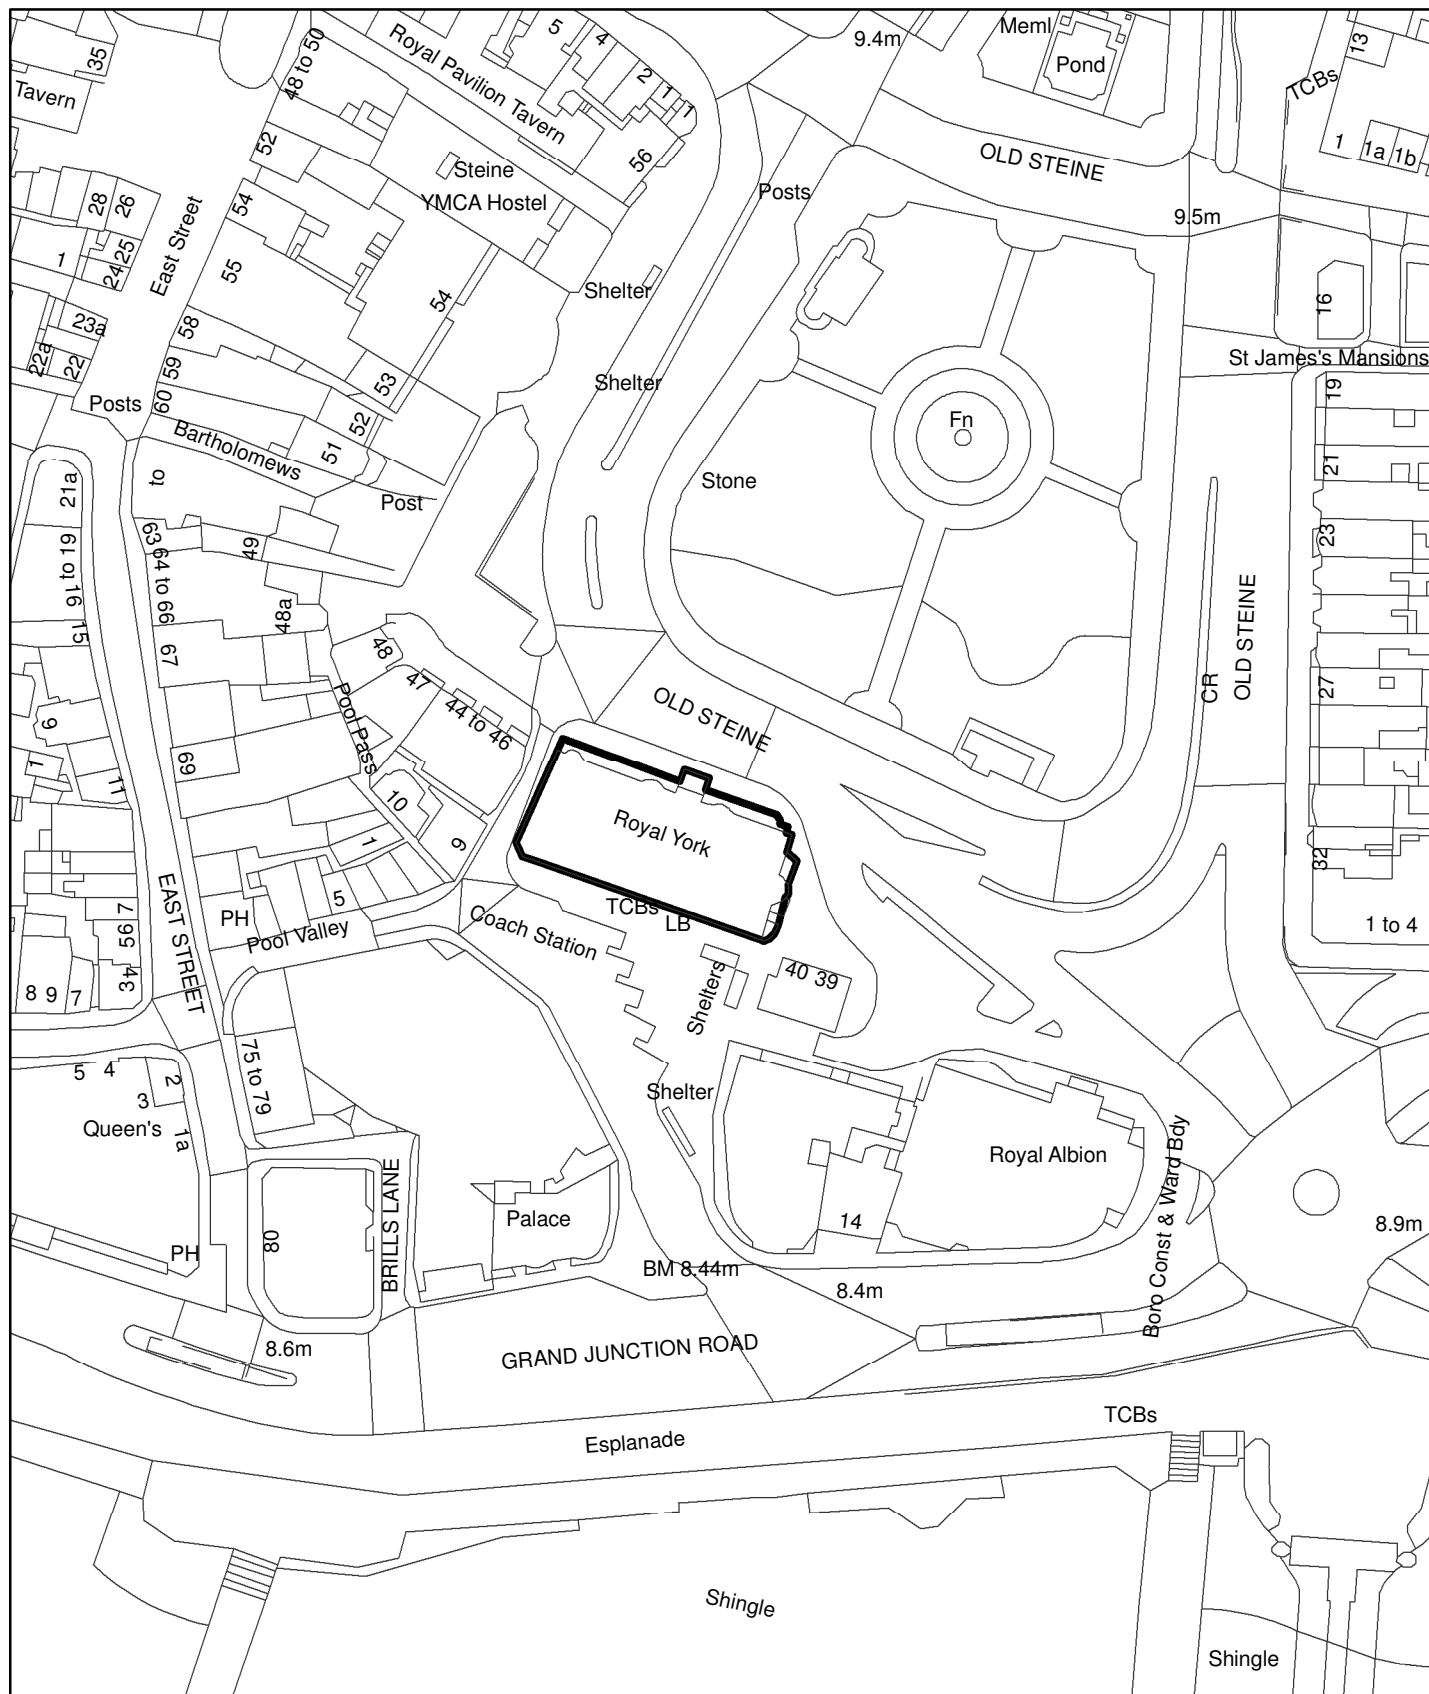 35
Tavern
48 to 50
Royal Pavilion Tavern
5
4
2
1
1
9.4m
Meml
Pond
13
TCBs
1
1a
1b
52
Steine
YMCA Hostel
56
OLD STEINE
Posts
9.5m
28
26
25
24
1
East Street
54
55
54
Shelter
16
23a
22a
22
58
59
60
53
52
51
Shelter
St James's Mansions
19
Posts
Bartholomews
to
Post
Stone
Fn
21
21a
63
64 to 66
49
48a
16 to 19
15
67
48
47
44 to 46
Pool Pass
23
OLD STEINE
CR
27
OLD STEINE
9
1
11
69
10
1
9
Royal York
32
1 to 4
5
PH
Pool Valley
EAST STREET
Coach Station
TCBs
LB
Shelters
40
39
7
56
34
8
9
7
75 to 79
5
4
2
3
1a
Queen's
Shelter
Royal Albion
Boro Const & Ward Bdy
14
80
BRILLS LANE
Palace
PH
8.9m
BM 8.44m
8.4m
8.6m
GRAND JUNCTION ROAD
Esplanade
TCBs
Shingle
Shingle